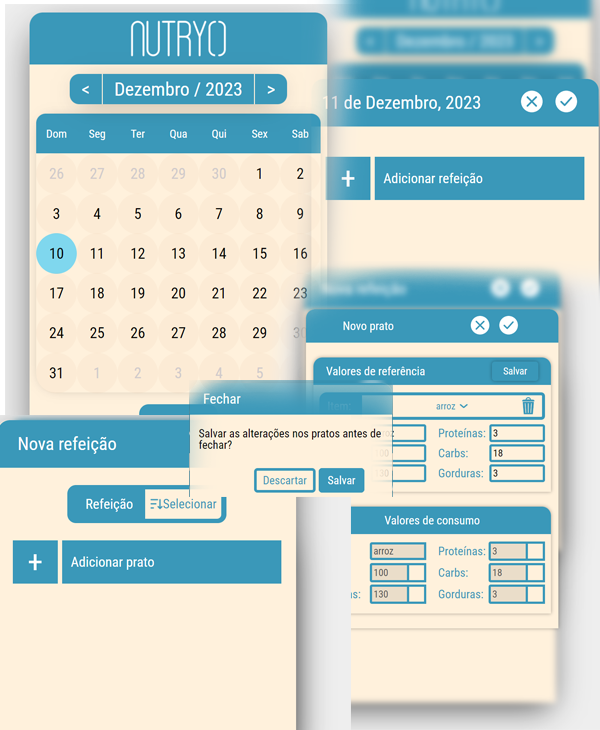 NUTRYO
< Dezembro / 2023 >
Dom Seg Ter Qua Qui Sex Sab
26 27 28 29 30 1 2
3 4 5 6 7 8 9
10 11 12 13 14 15 16
17 18 19 20 21 22 23
24 25 26 27 28 29
31 1 2 3 4 5
11 de Dezembro, 2023
+ Adicionar refeição
Novo prato
Valores de referência Salvar
arroz
Proteínas: 3
Carbs: 18
Gorduras: 3
Fechar
Salvar as alterações nos pratos antes de
fechar?
Descartar Salvar
Nova refeição
Refeição Selecionar
+ Adicionar prato
Valores de consumo
arroz Proteínas: 3
100 Carbs: 18
130 Gorduras: 3